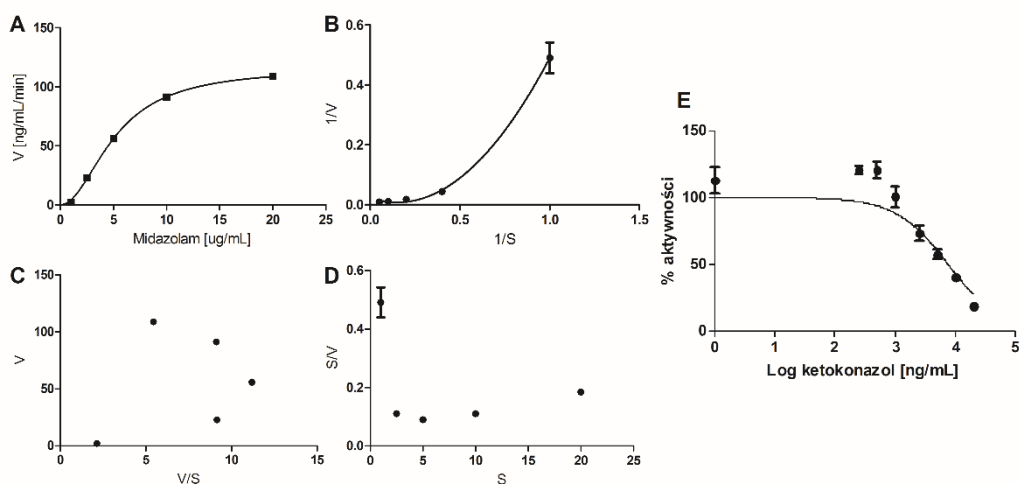 A
V [ng/mL/min]
150
100
50
0
0 5 10 15 20 25
Midazolam [ug/mL]
B
1/V
0.6
0.4
0.2
0.0
0.0 0.5 1.0 1.5
1/S
C
V
150
100
50
0
0 5 10 15
V/S
D
S/V
0.6
0.4
0.2
0.0
0 5 10 15 20 25
S
E
% aktywności
150
100
50
0
0 1 2 3 4 5
Log ketokonazol [ng/mL]